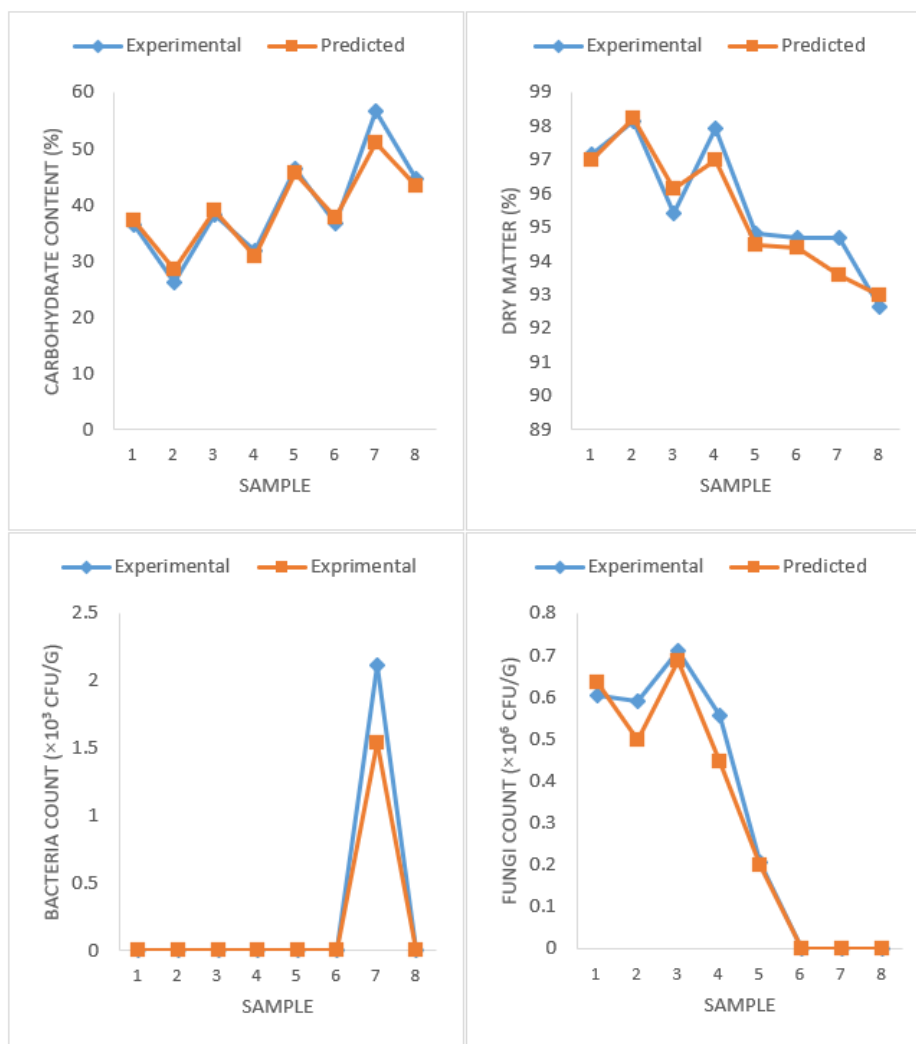 Experimental Predicted
60
50
40
30
20
10
0
CARBOHYDRATE CONTENT (%)
1 2 3 4 5 6 7 8
SAMPLE
Experimental Predicted
99
98
97
96
95
94
93
92
91
90
89
DRY MATTER (%)
1 2 3 4 5 6 7 8
SAMPLE
Experimental Exprimental
2.5
2
1.5
1
0.5
0
BACTERIA COUNT (×10³ CFU/G)
1 2 3 4 5 6 7 8
SAMPLE
Experimental Predicted
0.8
0.7
0.6
0.5
0.4
0.3
0.2
0.1
0
FUNGI COUNT (×10⁶ CFU/G)
1 2 3 4 5 6 7 8
SAMPLE